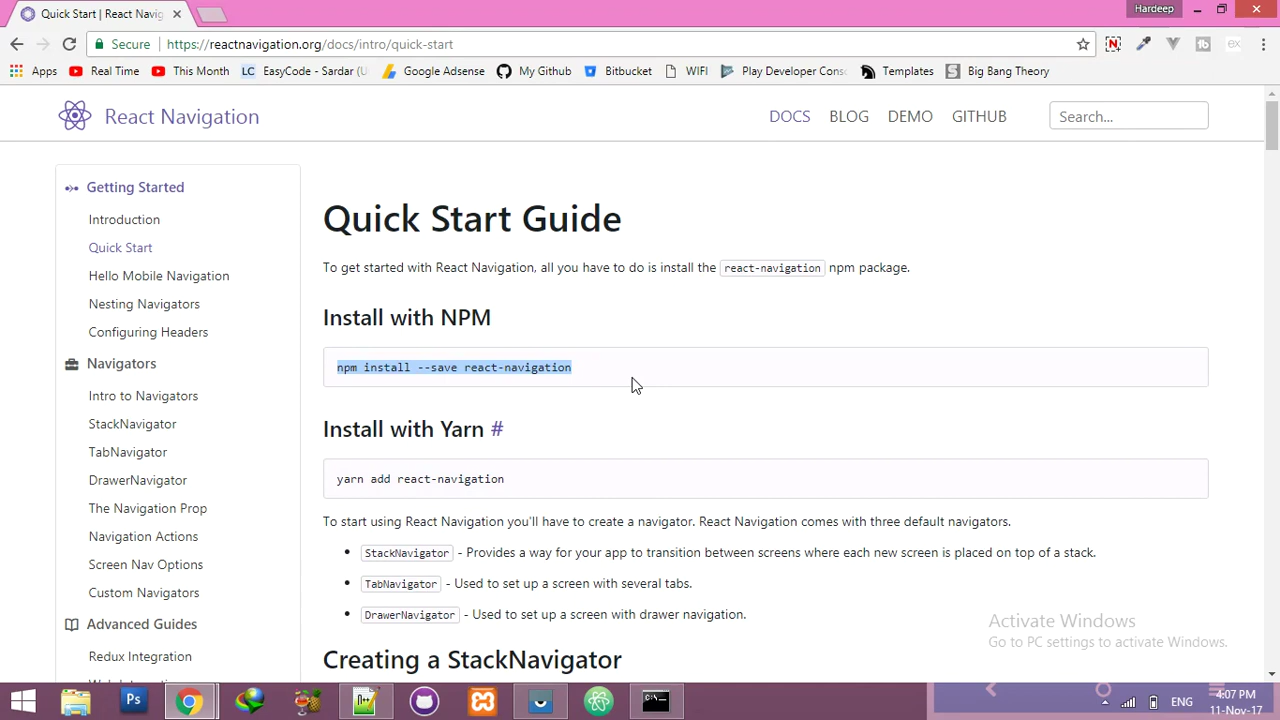 Quick Start | React Navig
Hardeep
Secure
https://reactnavigation.org/docs/intro/quick-start
Apps
Real Time
This Month
LC
EasyCode - Sardar (U
Google Adsense
My Github
Bitbucket
WIFI
Play Developer Cons
Templates
S
Big Bang Theory
React Navigation
DOCS
BLOG
DEMO
GITHUB
Search...
Getting Started
Introduction
Quick Start
Hello Mobile Navigation
Nesting Navigators
Configuring Headers
Navigators
Intro to Navigators
StackNavigator
TabNavigator
DrawerNavigator
The Navigation Prop
Navigation Actions
Screen Nav Options
Custom Navigators
Advanced Guides
Redux Integration
Quick Start Guide
To get started with React Navigation, all you have to do is install the react-navigation npm package.
Install with NPM
npm install --save react-navigation
Install with Yarn #
yarn add react-navigation
To start using React Navigation you'll have to create a navigator. React Navigation comes with three default navigators.
StackNavigator - Provides a way for your app to transition between screens where each new screen is placed on top of a stack.
TabNavigator - Used to set up a screen with several tabs.
DrawerNavigator - Used to set up a screen with drawer navigation.
Creating a StackNavigator
Activate Windows
Go to PC settings to activate Windows.
Ps
ENG
4:07 PM
11-Nov-17